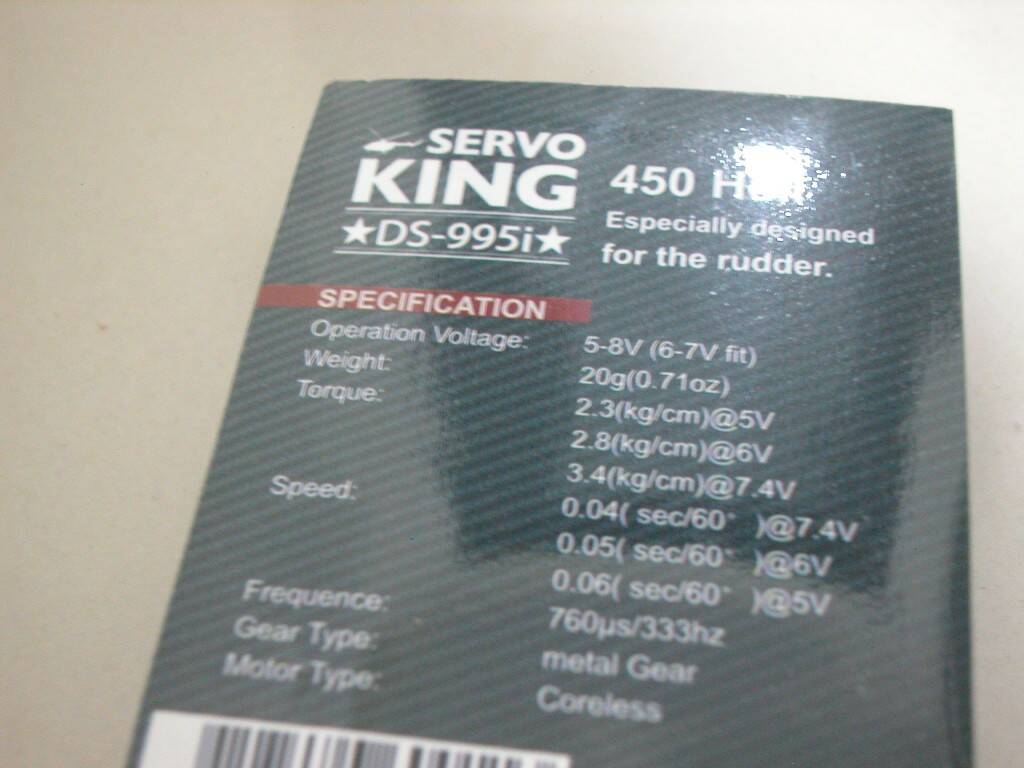 SERVO
KING
★DS-995i★
450
Especially designed
for the rudder.
SPECIFICATION
Operation Voltage: 5-8V (6-7V fit)
Weight: 20g(0.71oz)
Torque: 2.3(kg/cm)@5V
2.8(kg/cm)@6V
3.4(kg/cm)@7.4V
Speed: 0.04( sec/60° )@7.4V
0.05( sec/60° )@6V
0.06( sec/60° )@5V
Frequence: 760µs/333hz
Gear Type: metal Gear
Motor Type: Coreless